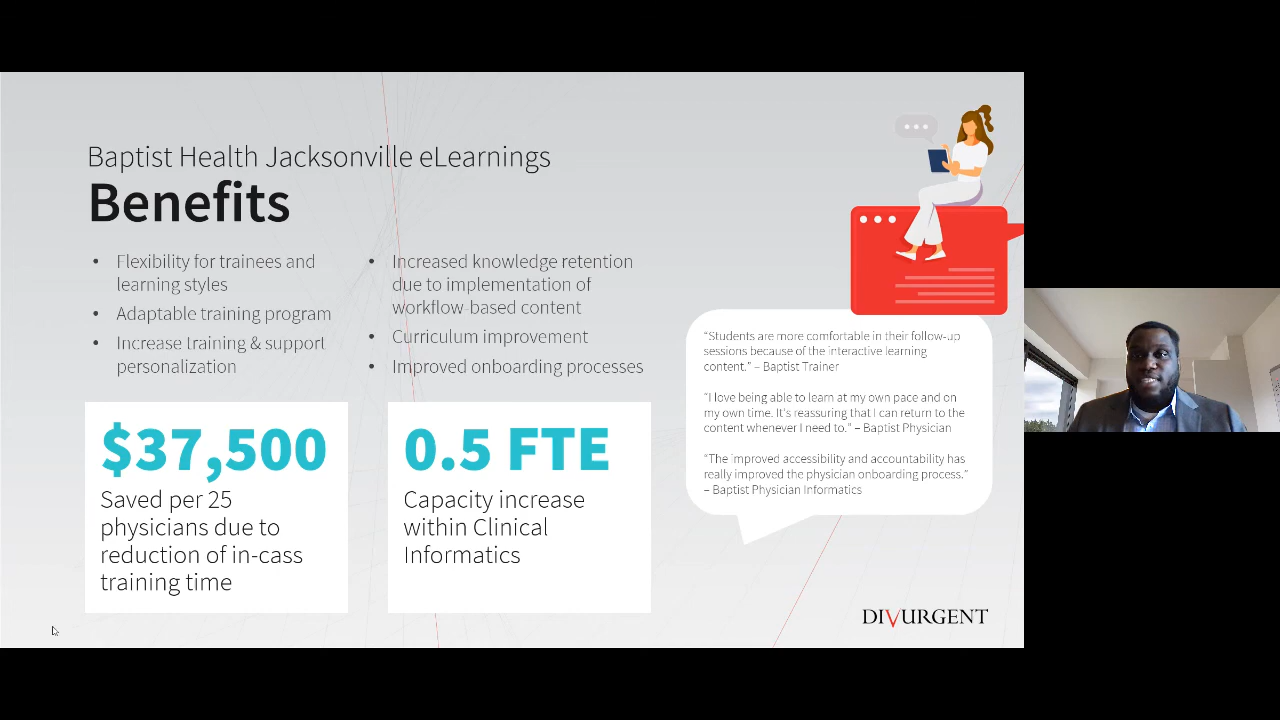 Baptist Health Jacksonville eLearnings
Benefits
• Flexibility for trainees and
learning styles
• Adaptable training program
• Increase training & support
personalization
• Increased knowledge retention
due to implementation of
workflow-based content
• Curriculum improvement
• Improved onboarding processes
$37,500
Saved per 25
physicians due to
reduction of in-cass
training time
0.5 FTE
Capacity increase
within Clinical
Informatics
“Students are more comfortable in their follow-up
sessions because of the interactive learning
content.” – Baptist Trainer
“I love being able to learn at my own pace and on
my own time. It's reassuring that I can return to the
content whenever I need to.” – Baptist Physician
“The improved accessibility and accountability has
really improved the physician onboarding process.”
– Baptist Physician Informatics
DIVURGENT